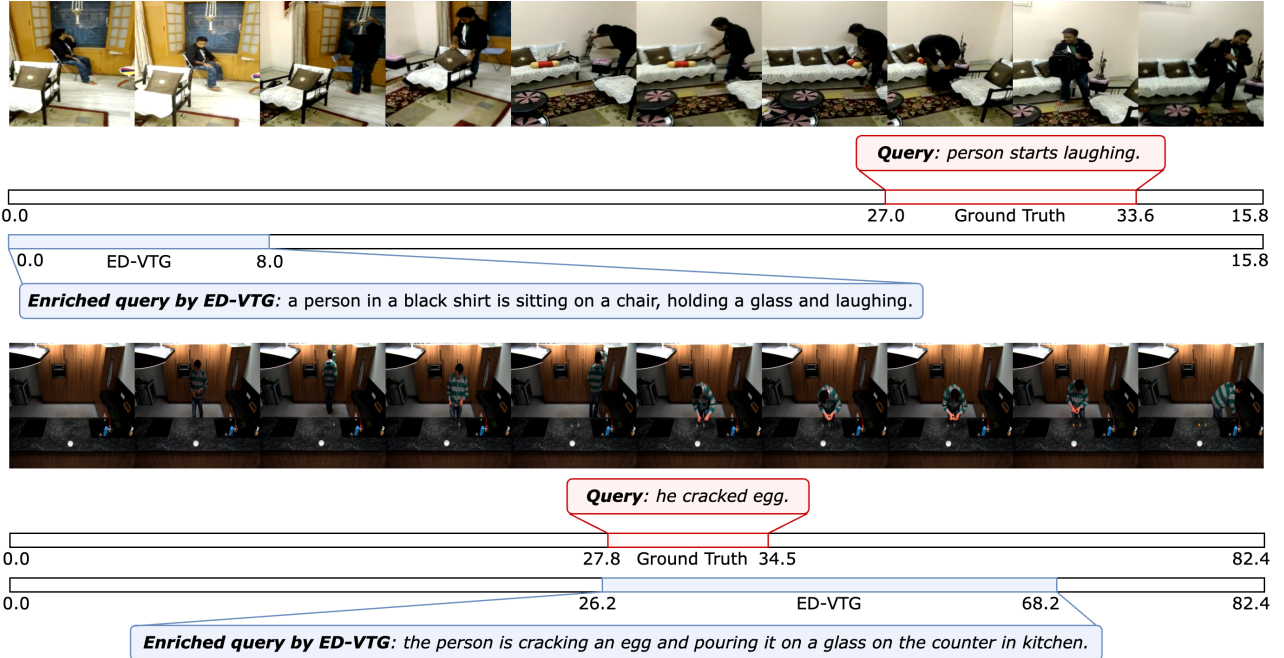 Query: person starts laughing.
0.0 27.0 Ground Truth 33.6 15.8
0.0 ED-VTG 8.0 15.8
Enriched query by ED-VTG: a person in a black shirt is sitting on a chair, holding a glass and laughing.
Query: he cracked egg.
0.0 27.8 Ground Truth 34.5 82.4
0.0 26.2 ED-VTG 68.2 82.4
Enriched query by ED-VTG: the person is cracking an egg and pouring it on a glass on the counter in kitchen.